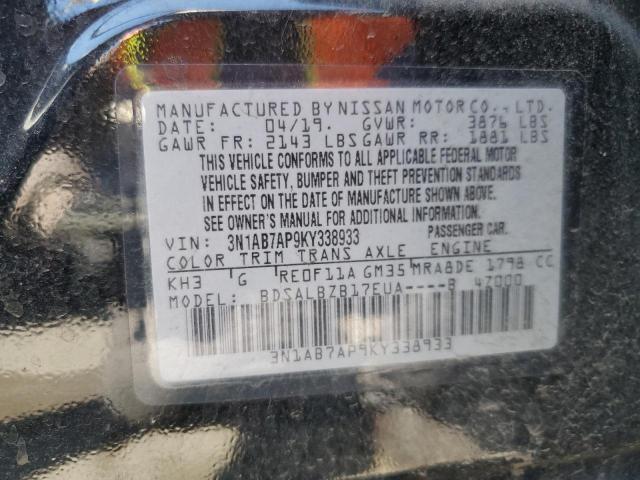 MANUFACTURED BY NISSAN MOTOR CO., LTD.
DATE: 04/19. GVWR: 3876 LBS
GAWR FR: 2143 LBS GAWR RR: 1881 LBS
THIS VEHICLE CONFORMS TO ALL APPLICABLE FEDERAL MOTOR
VEHICLE SAFETY, BUMPER AND THEFT PREVENTION STANDARDS
IN EFFECT ON THE DATE OF MANUFACTURE SHOWN ABOVE.
SEE OWNER'S MANUAL FOR ADDITIONAL INFORMATION.
VIN: 3N1AB7AP9KY338933 PASSENGER CAR.
COLOR TRIM TRANS AXLE ENGINE
KH3 G RE0F11A GM35 MRA8DE 1798 CC
MODEL: BDSALBZB17EUA----B 4Z000
3N1AB7AP9KY338933